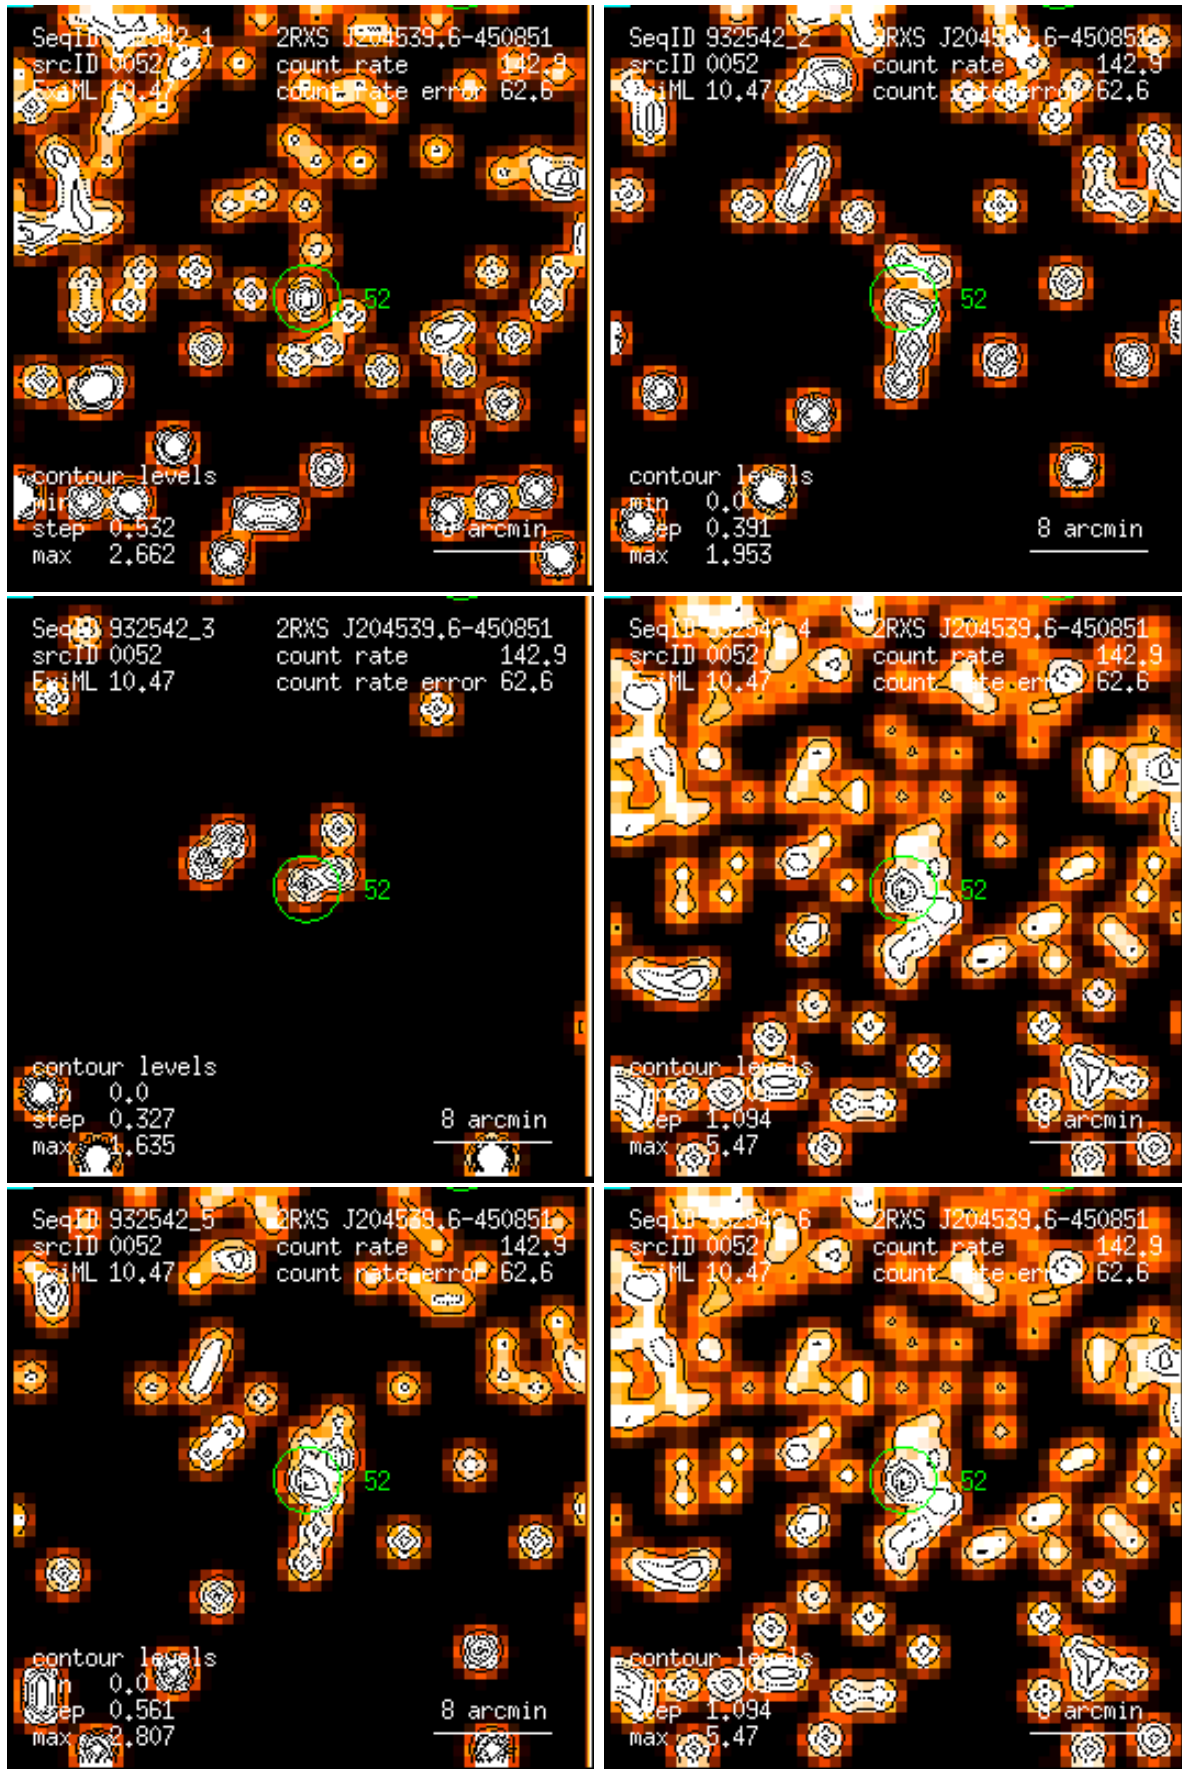 SeqID 2RXS J204539.6-450851
srcID 0052 count rate 142.9
ExiML 10.47 count rate error 62.6
52
contour levels
min
step 0.532
max 2.662
arcmin
SeqID 932542_2 2RXS J204539.6-450851
srcID 0052 count rate 142.9
ExiML 10.47 count rate error 62.6
52
contour levels
min 0.0
step 0.391
max 1.953
8 arcmin
SeqID 932542_3 2RXS J204539.6-450851
srcID 0052 count rate 142.9
ExiML 10.47 count rate error 62.6
52
contour levels
0.0
step 0.327
max 1.635
8 arcmin
SeqID 932542_4 2RXS J204539.6-450851
srcID 0052 count rate 142.9
ExiML 10.47 count rate error 62.6
52
contour levels
step 1.094
max 5.47
8 arcmin
SeqID 932542_5 2RXS J204539.6-450851
srcID 0052 count rate 142.9
ExiML 10.47 count rate error 62.6
52
contour levels
0.0
step 0.561
max 2.807
8 arcmin
SeqID 932542_6 2RXS J204539.6-450851
srcID 0052 count rate 142.9
ExiML 10.47 count rate error 62.6
52
contour levels
step 1.094
max 5.47
8 arcmin